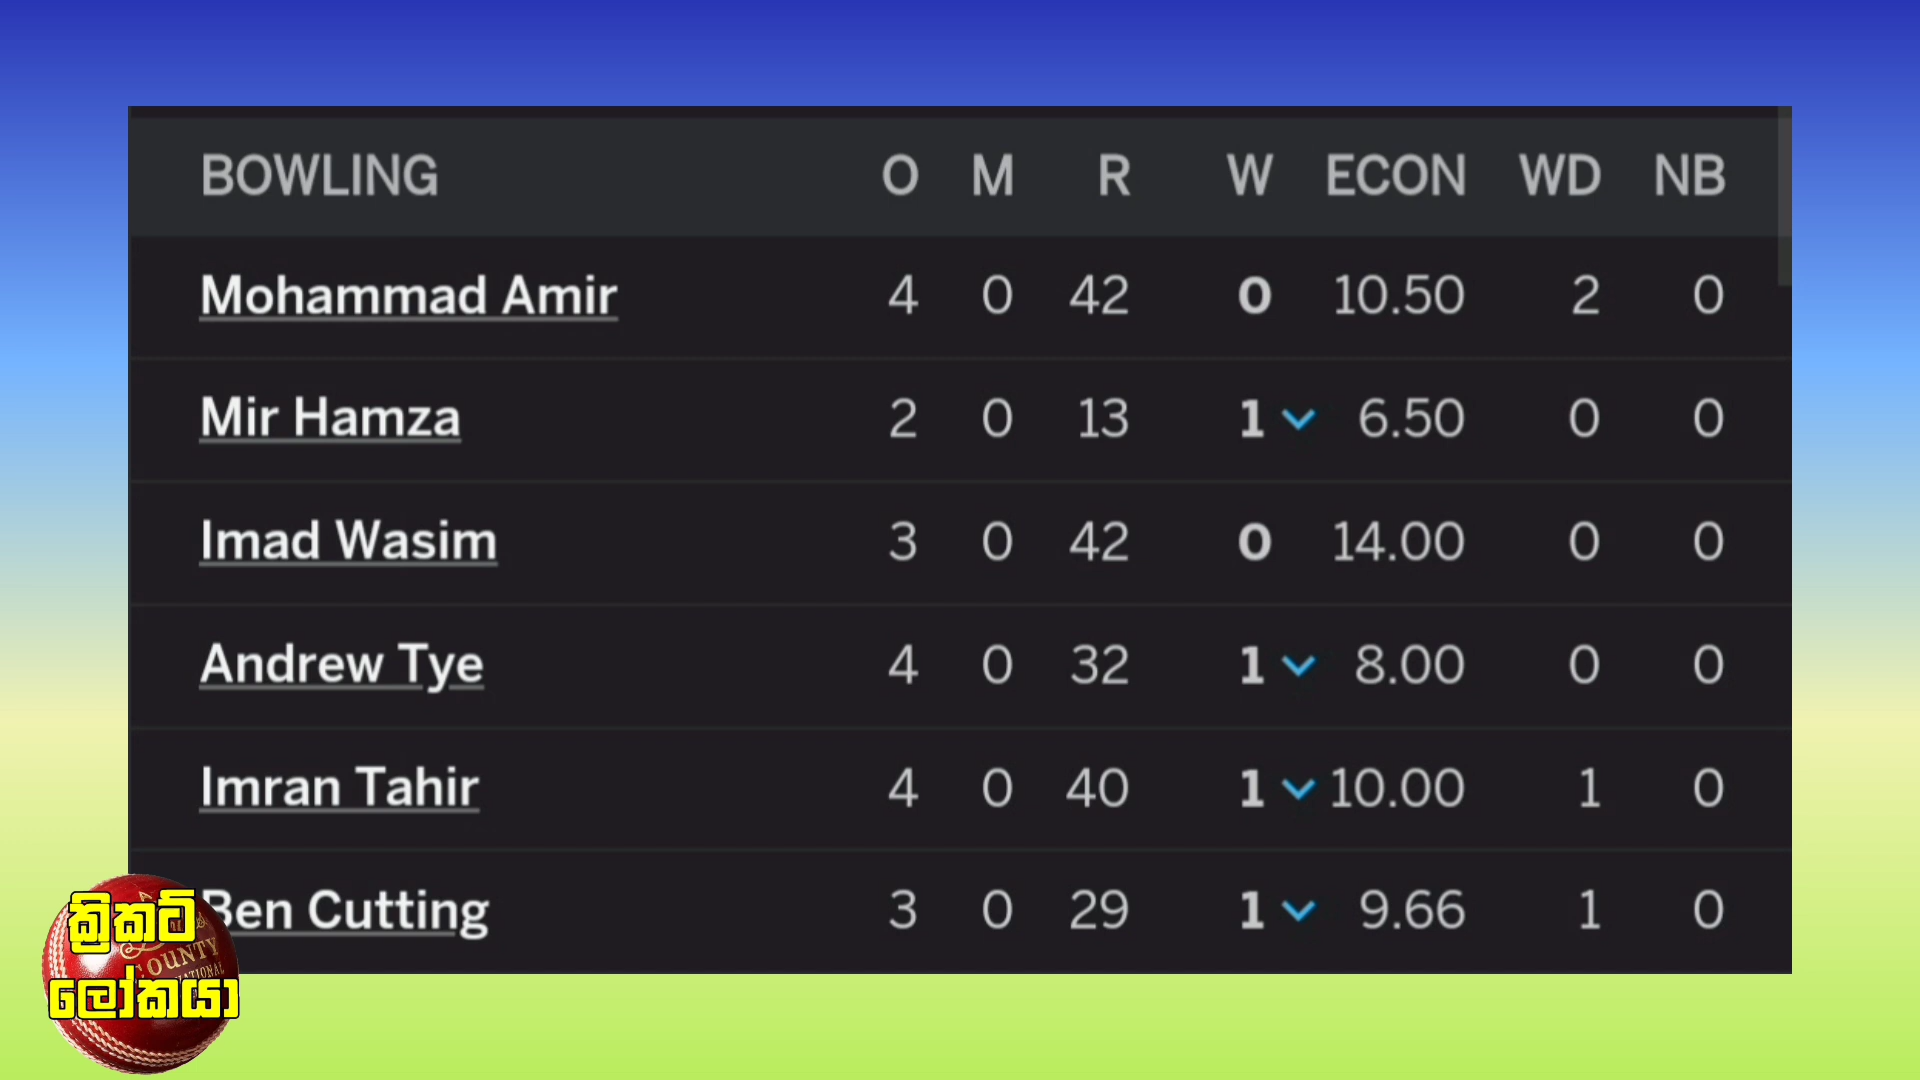 BOWLING O M R W ECON WD NB
Mohammad Amir 4 0 42 0 10.50 2 0
Mir Hamza 2 0 13 1 6.50 0 0
Imad Wasim 3 0 42 0 14.00 0 0
Andrew Tye 4 0 32 1 8.00 0 0
Imran Tahir 4 0 40 1 10.00 1 0
Ben Cutting 3 0 29 1 9.66 1 0
ක්‍රිකට්
COUNTY
ලෝකයා